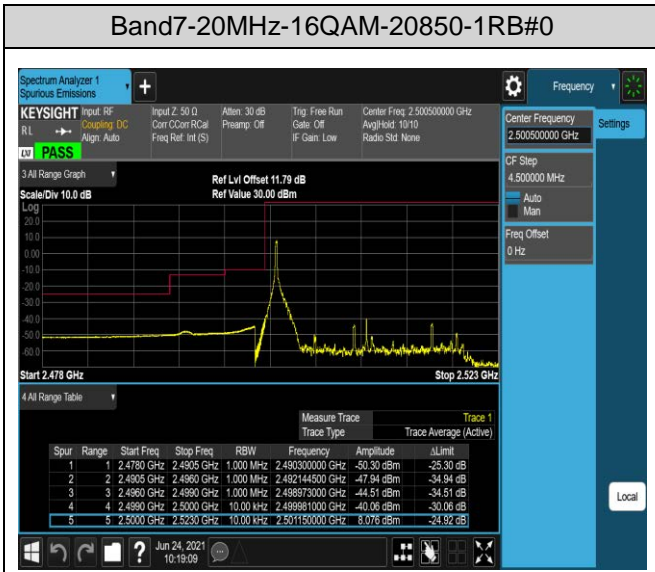 Band7-20MHz-16QAM-20850-1RB#0
Spectrum Analyzer 1
Spurious Emissions
Frequency
KEYSIGHT Input: RF Input Z: 50 Ω Atten: 30 dB Trig: Free Run Center Freq: 2.500500000 GHz
RL Coupling: DC Corr CCorr RCal Preamp: Off Gate: Off Avg|Hold: 10/10
Align: Auto Freq Ref: Int (S) IF Gain: Low Radio Std: None
LXI PASS
Center Frequency
2.500500000 GHz
Settings
CF Step
4.500000 MHz
Auto
Man
Freq Offset
0 Hz
3 All Range Graph
Ref Lvl Offset 11.79 dB
Scale/Div 10.0 dB Ref Value 30.00 dBm
Log
20.0
10.0
0.00
-10.0
-20.0
-30.0
-40.0
-50.0
-60.0
Start 2.478 GHz Stop 2.523 GHz
4 All Range Table
Measure Trace Trace 1
Trace Type Trace Average (Active)
Spur Range Start Freq Stop Freq RBW Frequency Amplitude ΔLimit
1 1 2.4780 GHz 2.4905 GHz 1.000 MHz 2.490300000 GHz -50.30 dBm -25.30 dB
2 2 2.4905 GHz 2.4960 GHz 1.000 MHz 2.492144500 GHz -47.94 dBm -34.94 dB
3 3 2.4960 GHz 2.4990 GHz 1.000 MHz 2.498973000 GHz -44.51 dBm -34.51 dB
4 4 2.4990 GHz 2.5000 GHz 10.00 kHz 2.499981000 GHz -40.06 dBm -30.06 dB
5 5 2.5000 GHz 2.5230 GHz 10.00 kHz 2.501150000 GHz 8.076 dBm -24.92 dB
Local
Jun 24, 2021
10:19:09